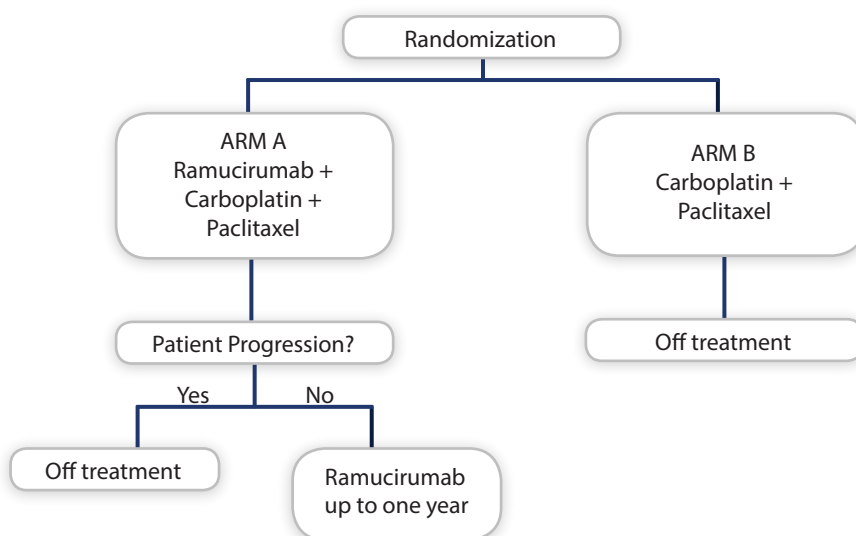 Randomization
ARM A
Ramucirumab +
Carboplatin +
Paclitaxel
ARM B
Carboplatin +
Paclitaxel
Patient Progression?
Off treatment
Yes
No
Off treatment
Ramucirumab
up to one year